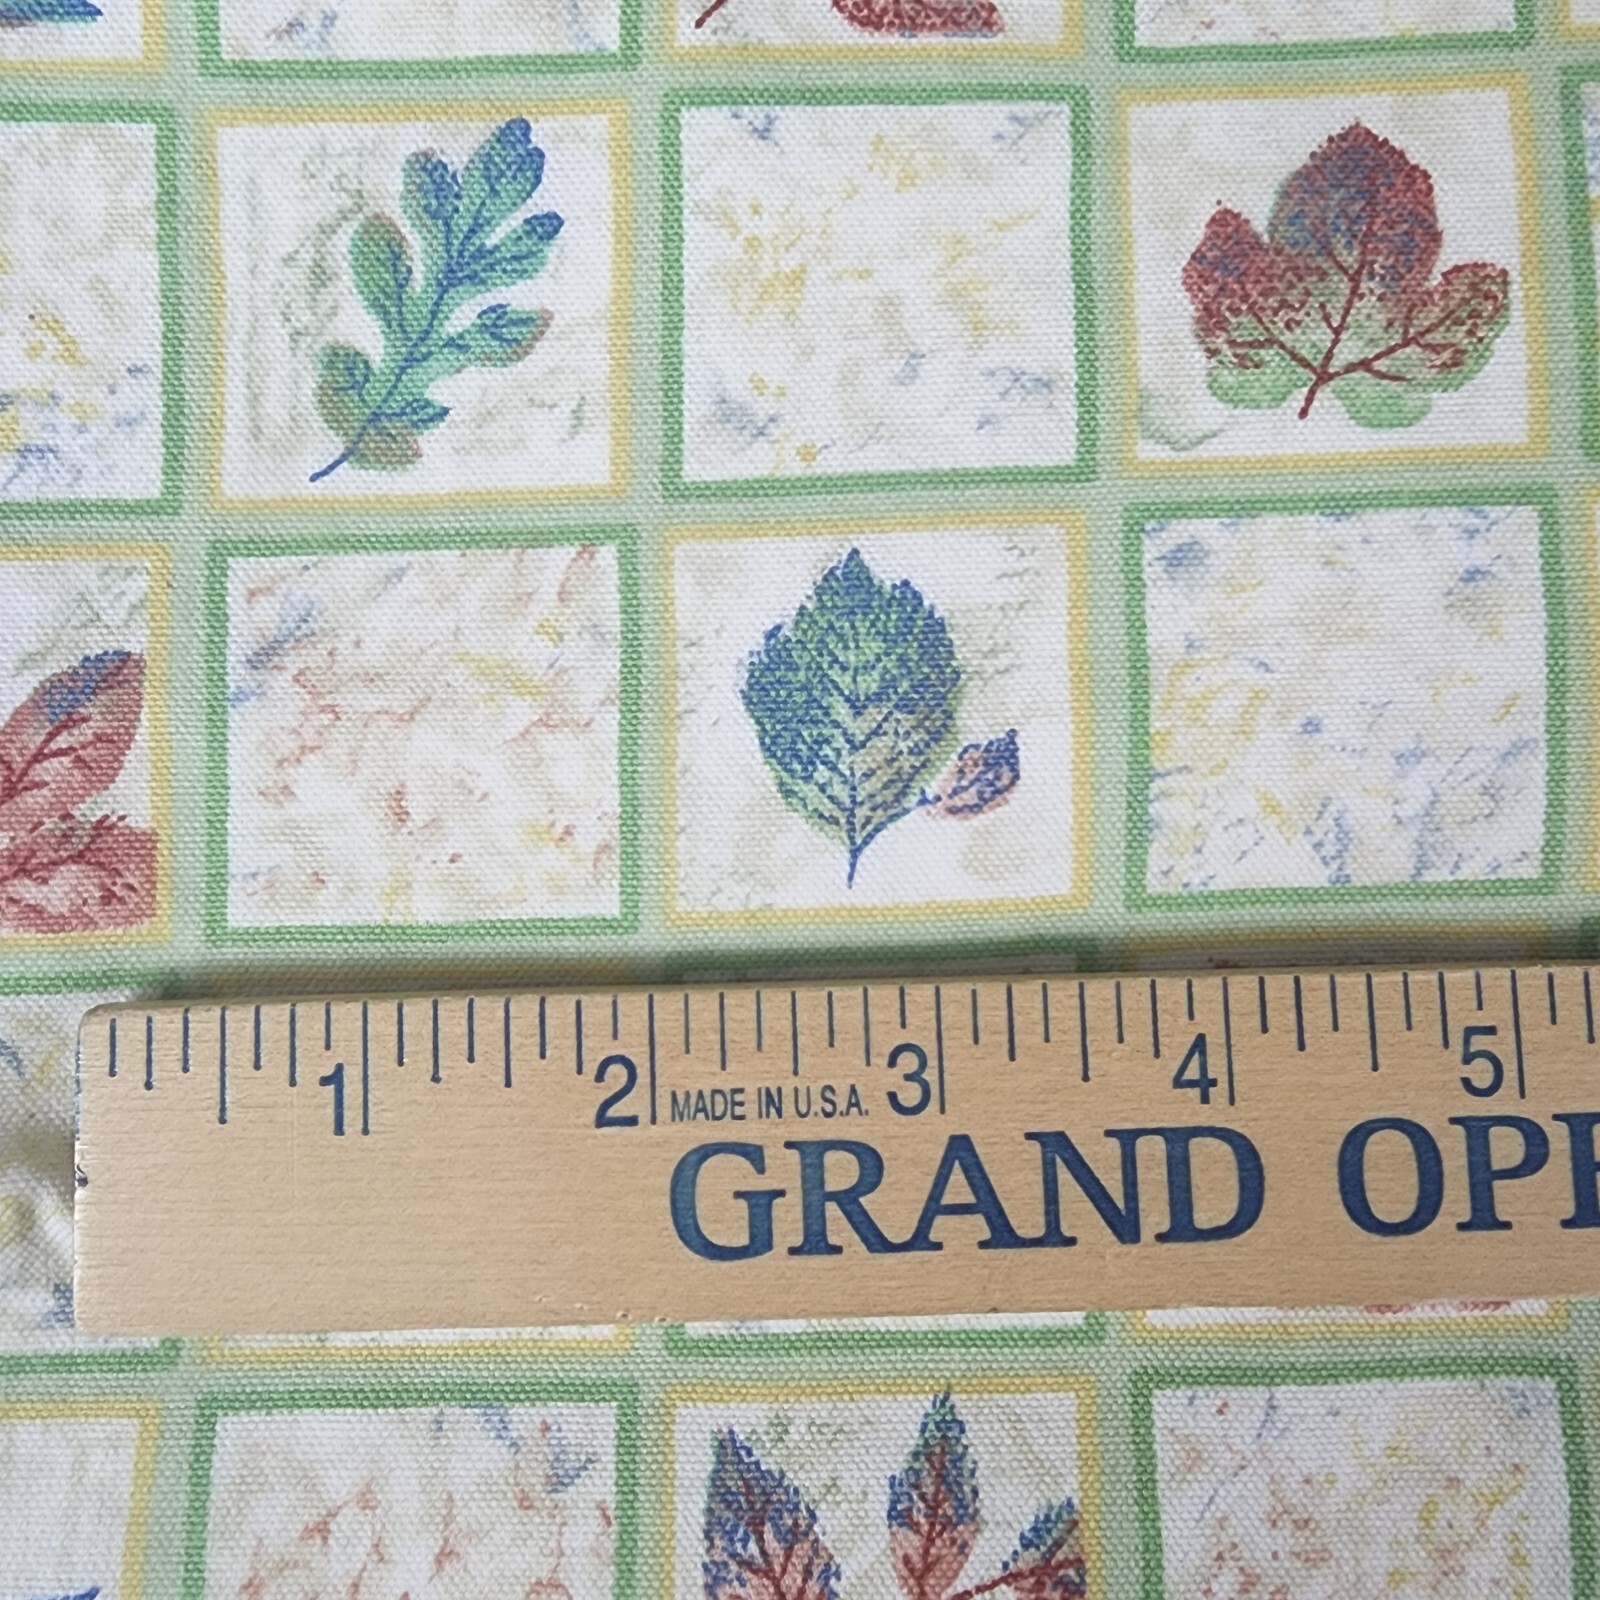 1 2 3 4 5
MADE IN U.S.A.
GRAND OP